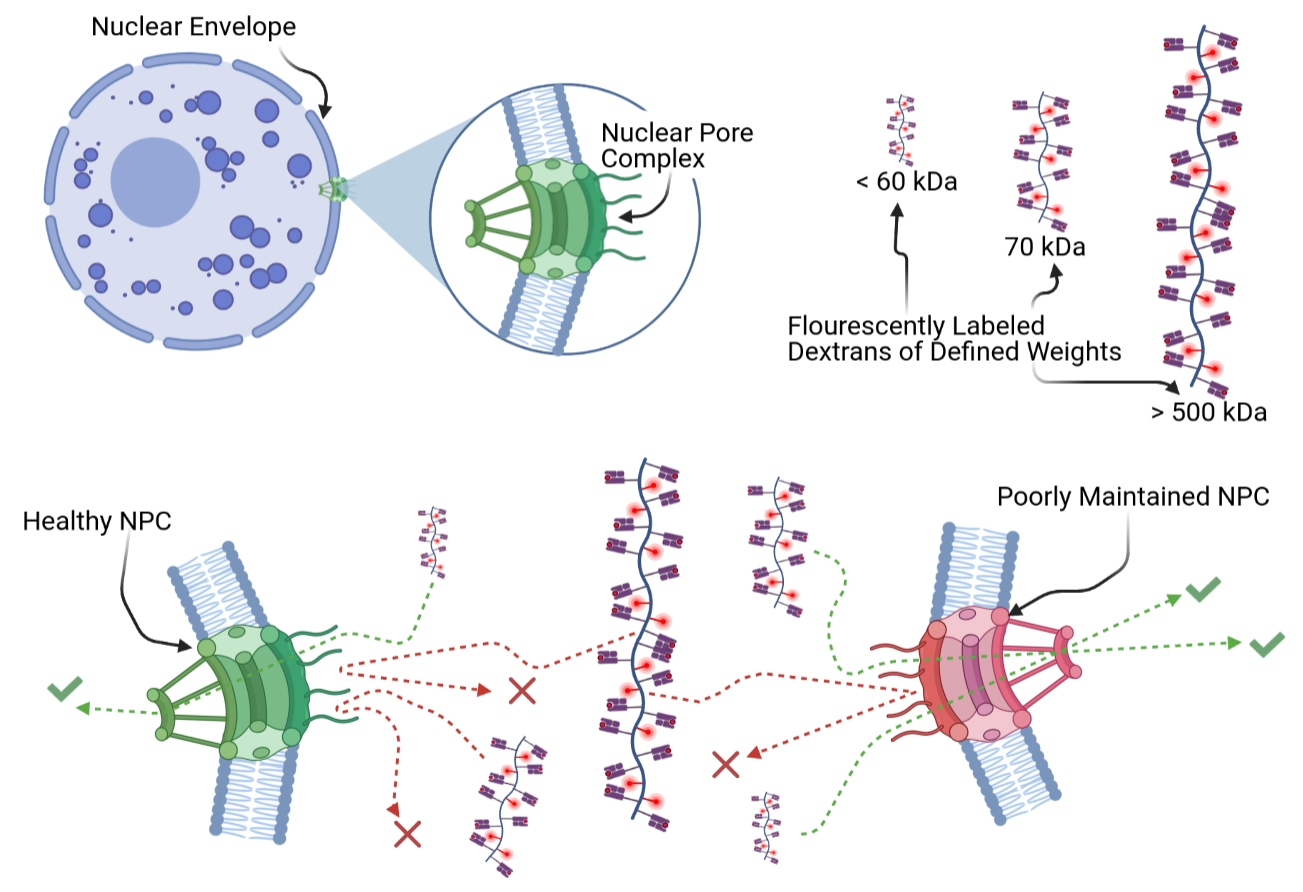 Nuclear Envelope
Nuclear Pore
Complex
< 60 kDa
70 kDa
Flourescently Labeled
Dextrans of Defined Weights
> 500 kDa
Healthy NPC
Poorly Maintained NPC